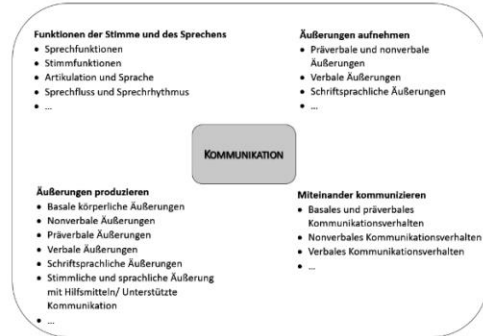 Funktionen der Stimme und des Sprechens
• Sprechfunktionen
• Stimmfunktionen
• Artikulation und Sprache
• Sprechfluss und Sprechrhythmus
• ...
Äußerungen aufnehmen
• Präverbale und nonverbale
Äußerungen
• Verbale Äußerungen
• Schriftsprachliche Äußerungen
• ...
KOMMUNIKATION
Äußerungen produzieren
• Basale körperliche Äußerungen
• Nonverbale Äußerungen
• Präverbale Äußerungen
• Verbale Äußerungen
• Schriftsprachliche Äußerungen
• Stimmliche und sprachliche Äußerung
mit Hilfsmitteln/ Unterstützte
Kommunikation
• ...
Miteinander kommunizieren
• Basales und präverbales
Kommunikationsverhalten
• Nonverbales Kommunikationsverhalten
• Verbales Kommunikationsverhalten
• ...